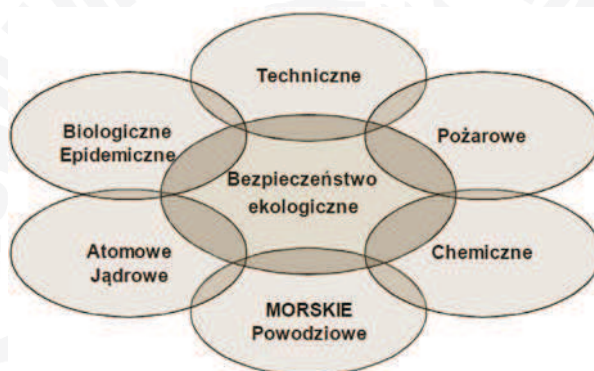 Techniczne
Biologiczne
Epidemiczne
Pożarowe
Bezpieczeństwo
ekologiczne
Atomowe
Jądrowe
Chemiczne
MORSKIE
Powodziowe